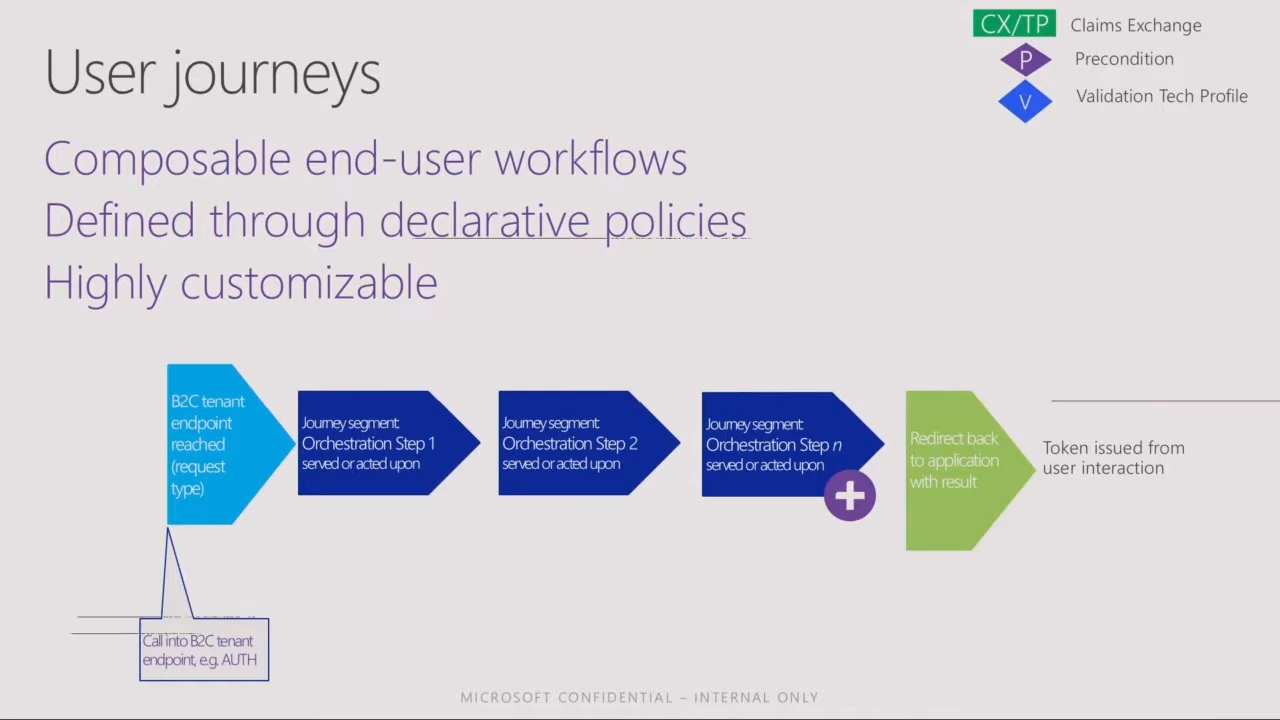 CX/TP Claims Exchange
P Precondition
V Validation Tech Profile
User journeys
Composable end-user workflows
Defined through declarative policies
Highly customizable
B2C tenant
endpoint
reached
(request
type)
Journey segment:
Orchestration Step 1
served or acted upon
Journey segment:
Orchestration Step 2
served or acted upon
Journey segment:
Orchestration Step n
served or acted upon
Redirect back
to application
with result
Token issued from
user interaction
Call into B2C tenant
endpoint, e.g. AUTH
MICROSOFT CONFIDENTIAL – INTERNAL ONLY